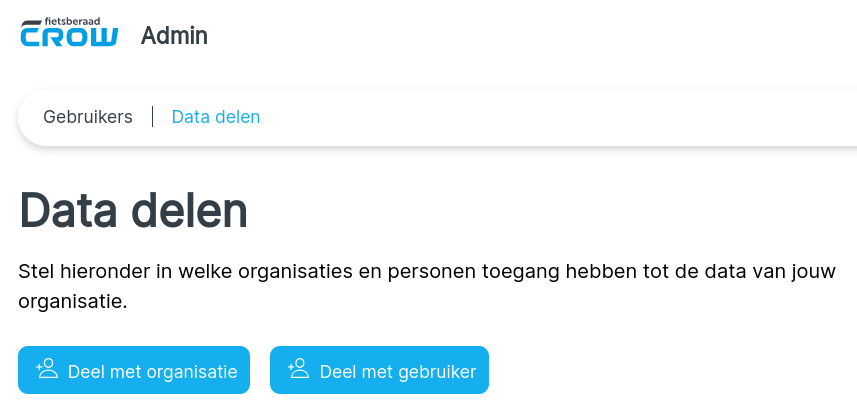 fietsberaad
CROW
Admin
Gebruikers | Data delen
Data delen
Stel hieronder in welke organisaties en personen toegang hebben tot de data van jouw
organisatie.
Deel met organisatie
Deel met gebruiker